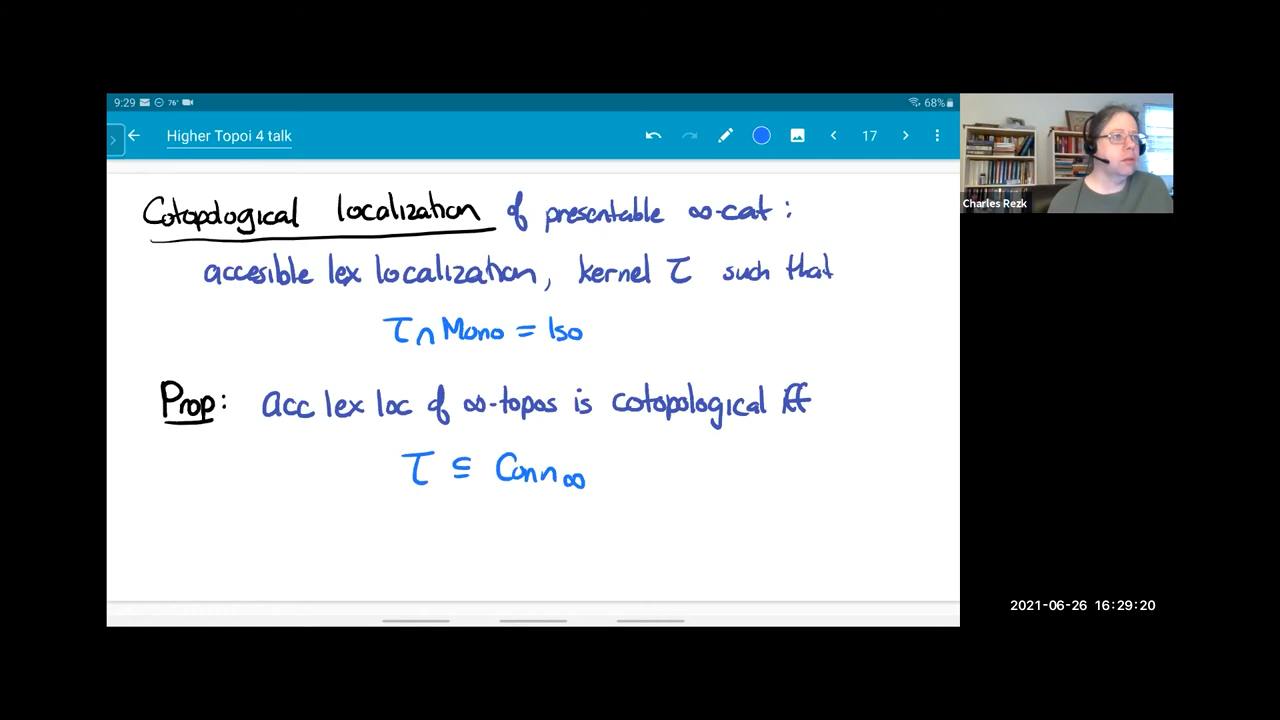 9:29
76°
68%
Higher Topoi 4 talk
17
Cotopological localization of presentable ∞-cat:
accesible lex localization, kernel τ such that
τ ∩ Mono = Iso
Prop: acc lex loc of ∞-topos is cotopological iff
τ ⊆ Conn∞
Charles Rezk
2021-06-26 16:29:20